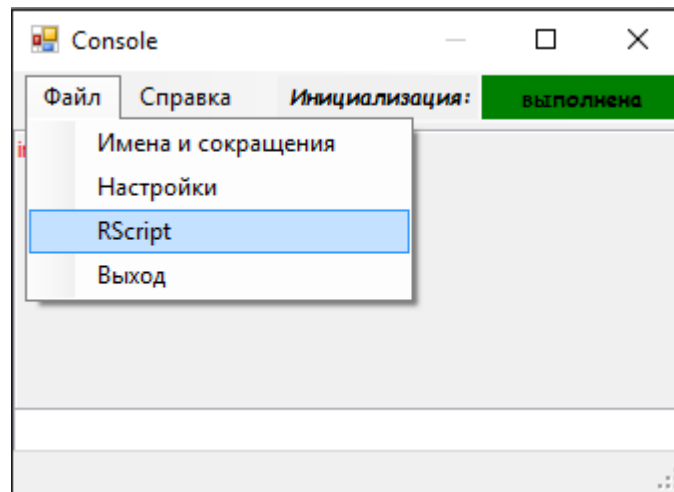 Console
Файл Справка Инициализация: выполнена
Имена и сокращения
Настройки
RScript
Выход